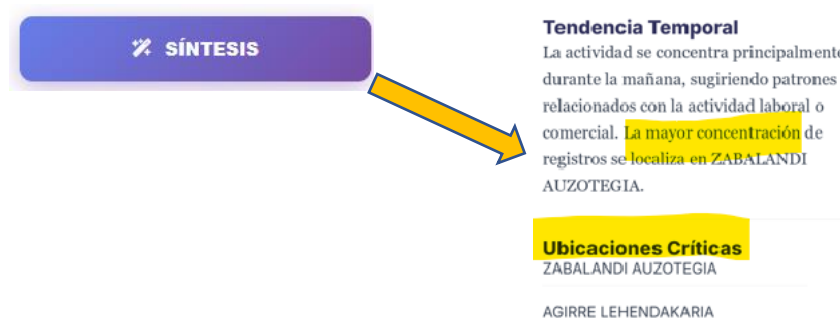 SÍNTESIS
Tendencia Temporal
La actividad se concentra principalmente
durante la mañana, sugiriendo patrones
relacionados con la actividad laboral o
comercial. La mayor concentración de
registros se localiza en ZABALANDI
AUZOTEGIA.
Ubicaciones Críticas
ZABALANDI AUZOTEGIA
AGIRRE LEHENDAKARIA